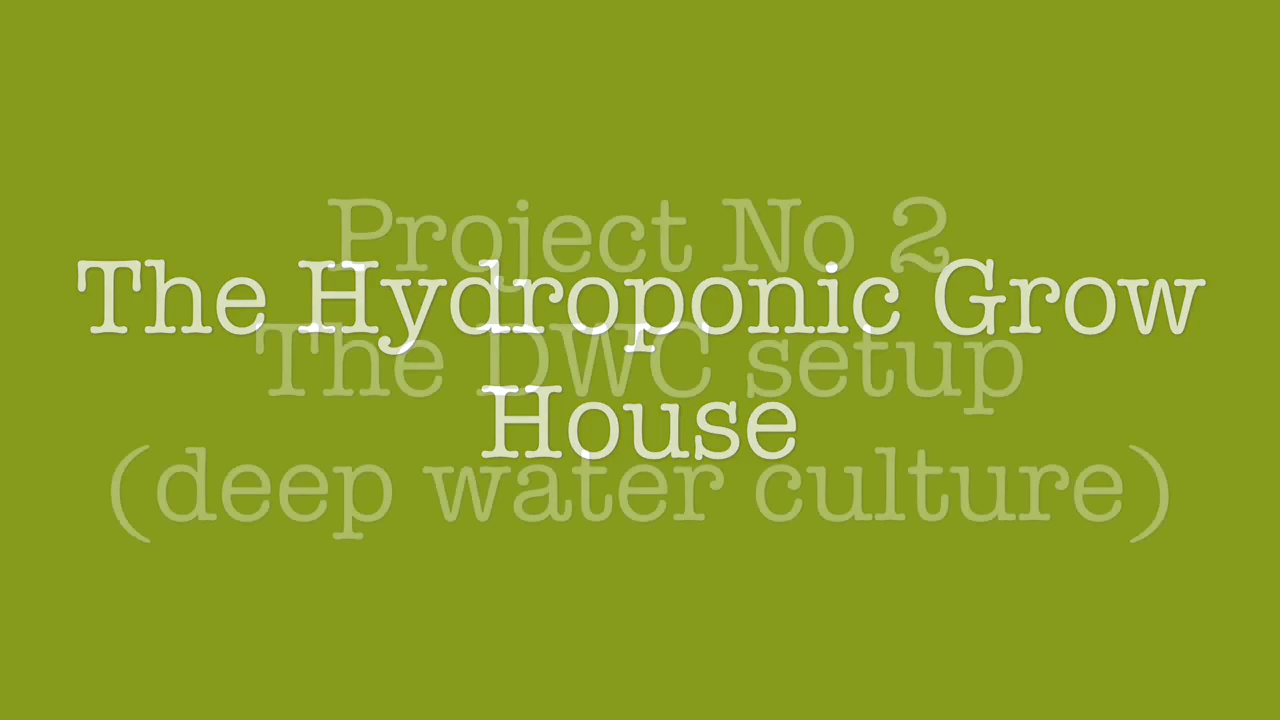 Project No 2
The Hydroponic Grow
The DWC setup
House
(deep water culture)